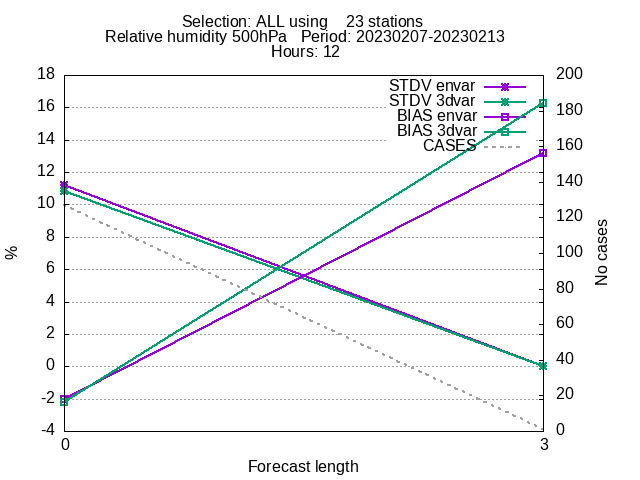 Selection: ALL using    23 stations
Relative humidity 500hPa   Period: 20230207-20230213
Hours: 12
18
16
14
12
10
8
6
4
2
0
-2
-4
%
STDV envar
STDV 3dvar
BIAS envar
BIAS 3dvar
CASES
200
180
160
140
120
100
80
60
40
20
0
No cases
0
3
Forecast length